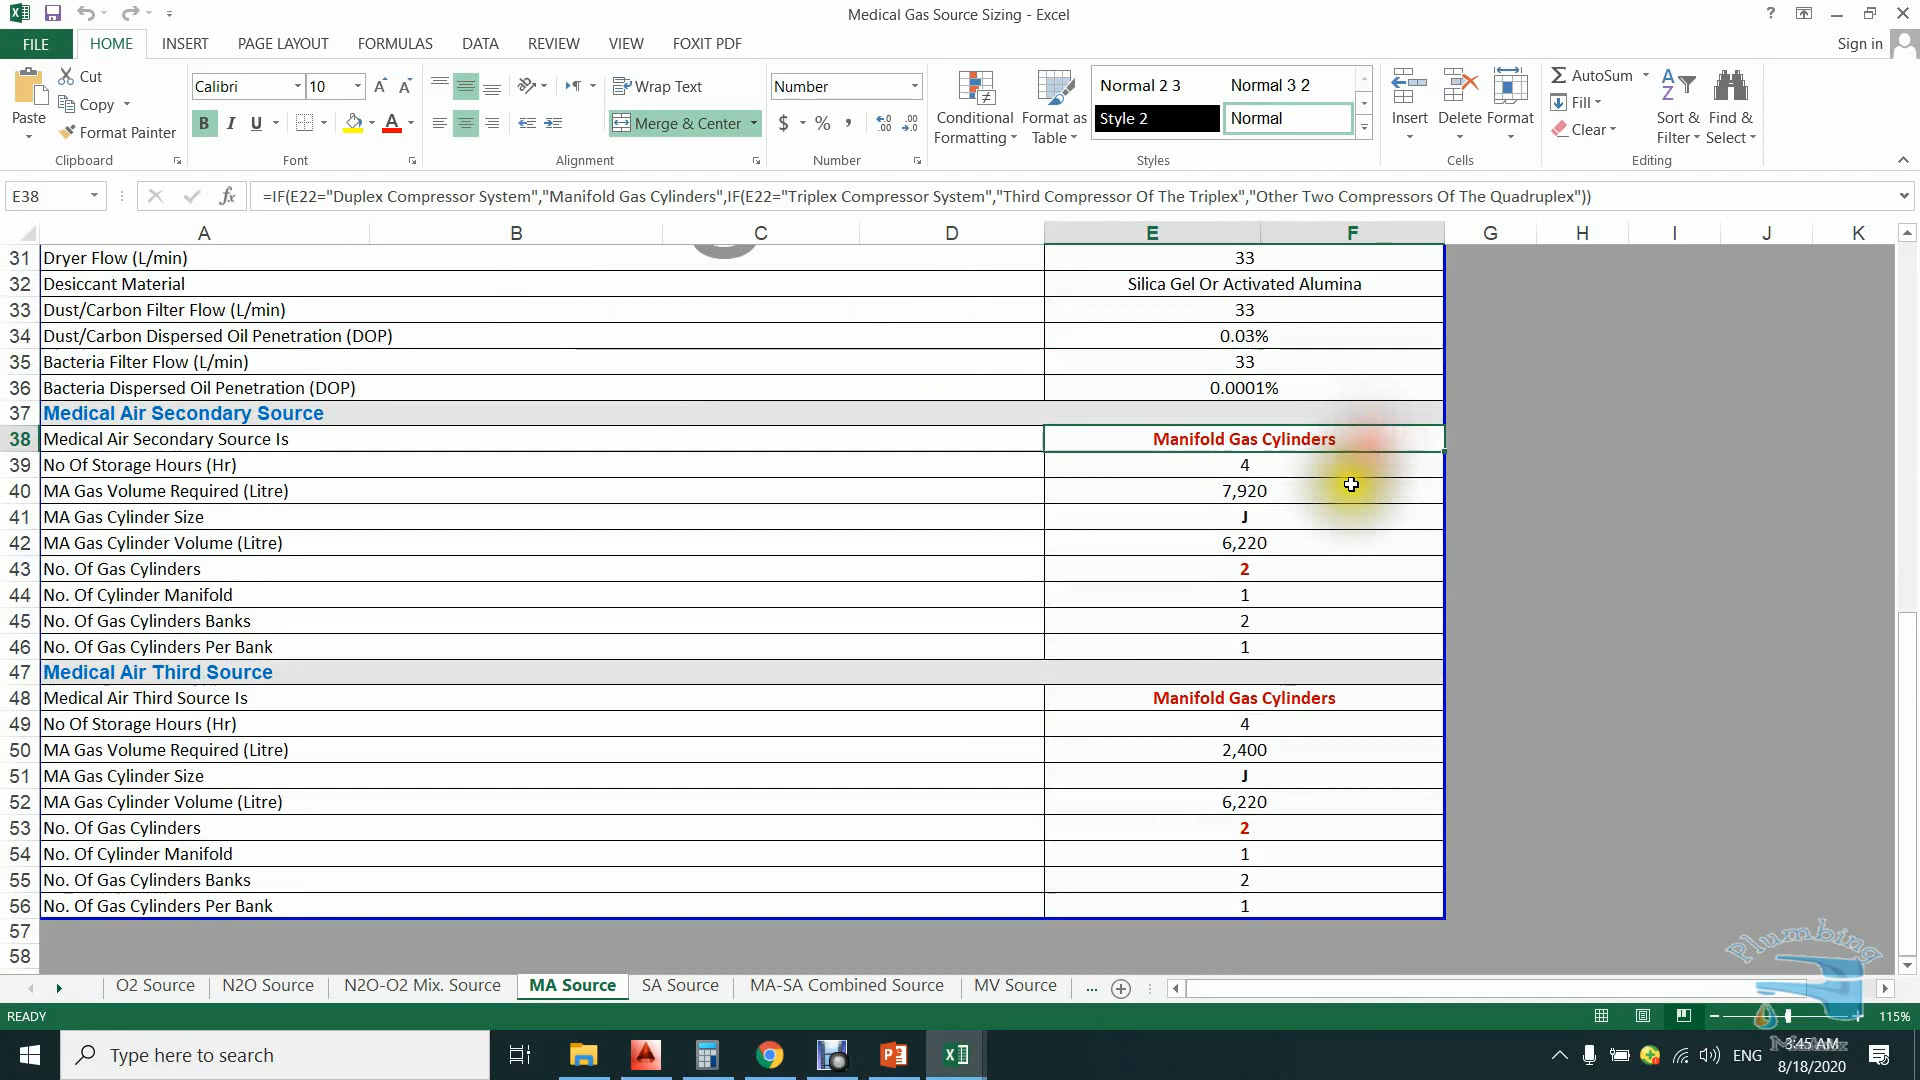 Medical Gas Source Sizing - Excel
Sign in
FILE HOME INSERT PAGE LAYOUT FORMULAS DATA REVIEW VIEW FOXIT PDF
Paste
Cut
Copy
Format Painter
Clipboard
Calibri 10
B I U
Font
Wrap Text
Merge & Center
Alignment
Number
$ % ,
Number
Conditional Formatting
Format as Table
Normal 2 3
Normal 3 2
Style 2
Normal
Styles
Insert
Delete
Format
Cells
AutoSum
Fill
Clear
Sort & Filter
Find & Select
Editing
E38
=IF(E22="Duplex Compressor System","Manifold Gas Cylinders",IF(E22="Triplex Compressor System","Third Compressor Of The Triplex","Other Two Compressors Of The Quadruplex"))
A B C D E F G H I J K
31 Dryer Flow (L/min) 33
32 Desiccant Material Silica Gel Or Activated Alumina
33 Dust/Carbon Filter Flow (L/min) 33
34 Dust/Carbon Dispersed Oil Penetration (DOP) 0.03%
35 Bacteria Filter Flow (L/min) 33
36 Bacteria Dispersed Oil Penetration (DOP) 0.0001%
37 Medical Air Secondary Source
38 Medical Air Secondary Source Is Manifold Gas Cylinders
39 No Of Storage Hours (Hr) 4
40 MA Gas Volume Required (Litre) 7,920
41 MA Gas Cylinder Size J
42 MA Gas Cylinder Volume (Litre) 6,220
43 No. Of Gas Cylinders 2
44 No. Of Cylinder Manifold 1
45 No. Of Gas Cylinders Banks 2
46 No. Of Gas Cylinders Per Bank 1
47 Medical Air Third Source
48 Medical Air Third Source Is Manifold Gas Cylinders
49 No Of Storage Hours (Hr) 4
50 MA Gas Volume Required (Litre) 2,400
51 MA Gas Cylinder Size J
52 MA Gas Cylinder Volume (Litre) 6,220
53 No. Of Gas Cylinders 2
54 No. Of Cylinder Manifold 1
55 No. Of Gas Cylinders Banks 2
56 No. Of Gas Cylinders Per Bank 1
57
58
Plumbing
O2 Source N2O Source N2O-O2 Mix. Source MA Source SA Source MA-SA Combined Source MV Source ...
READY
115%
Type here to search
ENG
3:45 AM
8/18/2020